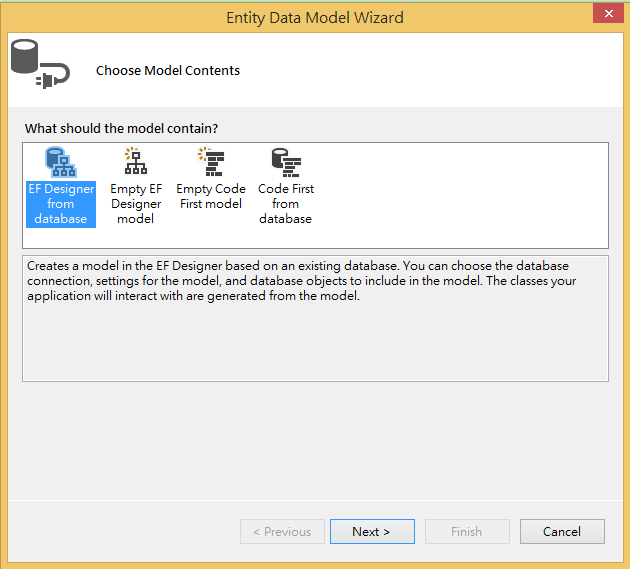 Entity Data Model Wizard
Choose Model Contents
What should the model contain?
EF Designer
from
database
Empty EF
Designer
model
Empty Code
First model
Code First
from
database
Creates a model in the EF Designer based on an existing database. You can choose the database
connection, settings for the model, and database objects to include in the model. The classes your
application will interact with are generated from the model.
< Previous
Next >
Finish
Cancel